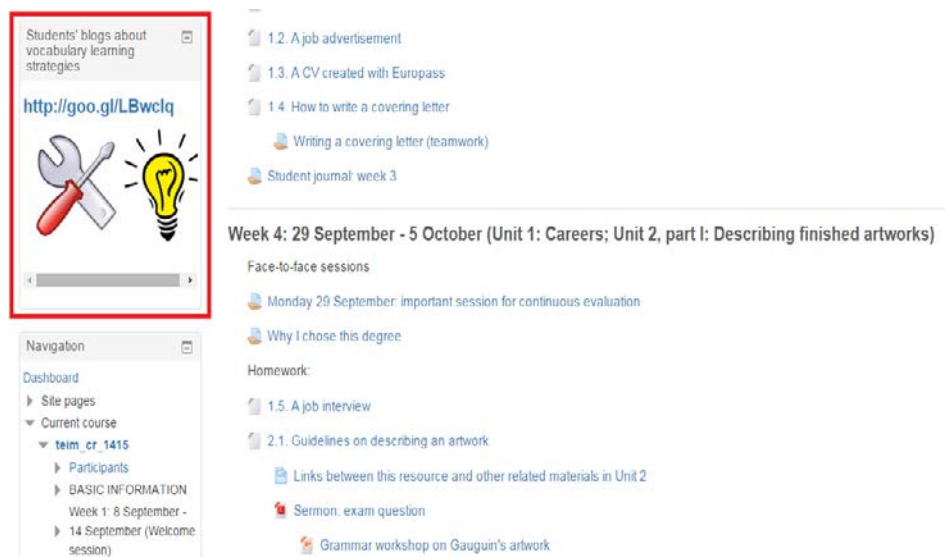 Students' blogs about
vocabulary learning
strategies
http://goo.gl/LBwclq
Navigation
Dashboard
Site pages
Current course
teim_cr_1415
Participants
BASIC INFORMATION
Week 1: 8 September -
14 September (Welcome
session)
1.2. A job advertisement
1.3. A CV created with Europass
1.4. How to write a covering letter
Writing a covering letter (teamwork)
Student journal: week 3
Week 4: 29 September - 5 October (Unit 1: Careers; Unit 2, part I: Describing finished artworks)
Face-to-face sessions
Monday 29 September: important session for continuous evaluation
Why I chose this degree
Homework:
1.5. A job interview
2.1. Guidelines on describing an artwork
Links between this resource and other related materials in Unit 2
Sermon: exam question
Grammar workshop on Gauguin's artwork